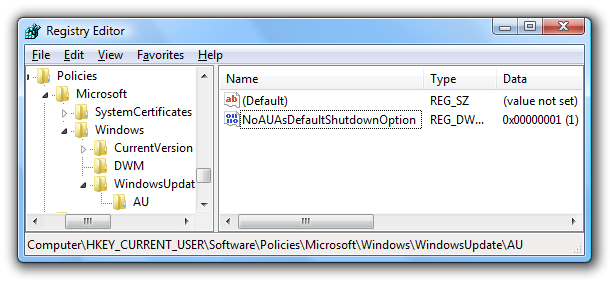 Registry Editor
File Edit View Favorites Help
Policies
Microsoft
SystemCertificates
Windows
CurrentVersion
DWM
WindowsUpdat
AU
Name Type Data
ab (Default) REG_SZ (value not set)
NoAUAsDefaultShutdownOption REG_DW... 0x00000001 (1)
Computer\HKEY_CURRENT_USER\Software\Policies\Microsoft\Windows\WindowsUpdate\AU